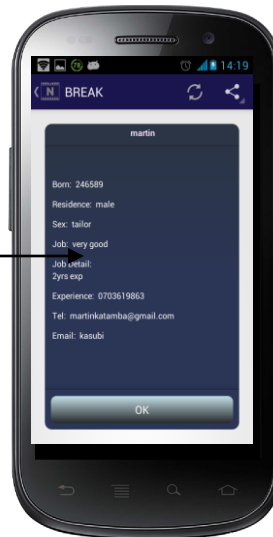 78
14:19
N BREAK
martin
Born: 246589
Residence: male
Sex: tailor
Job: very good
Job Detail:
2yrs exp
Experience: 0703619863
Tel: martinkatamba@gmail.com
Email: kasubi
OK